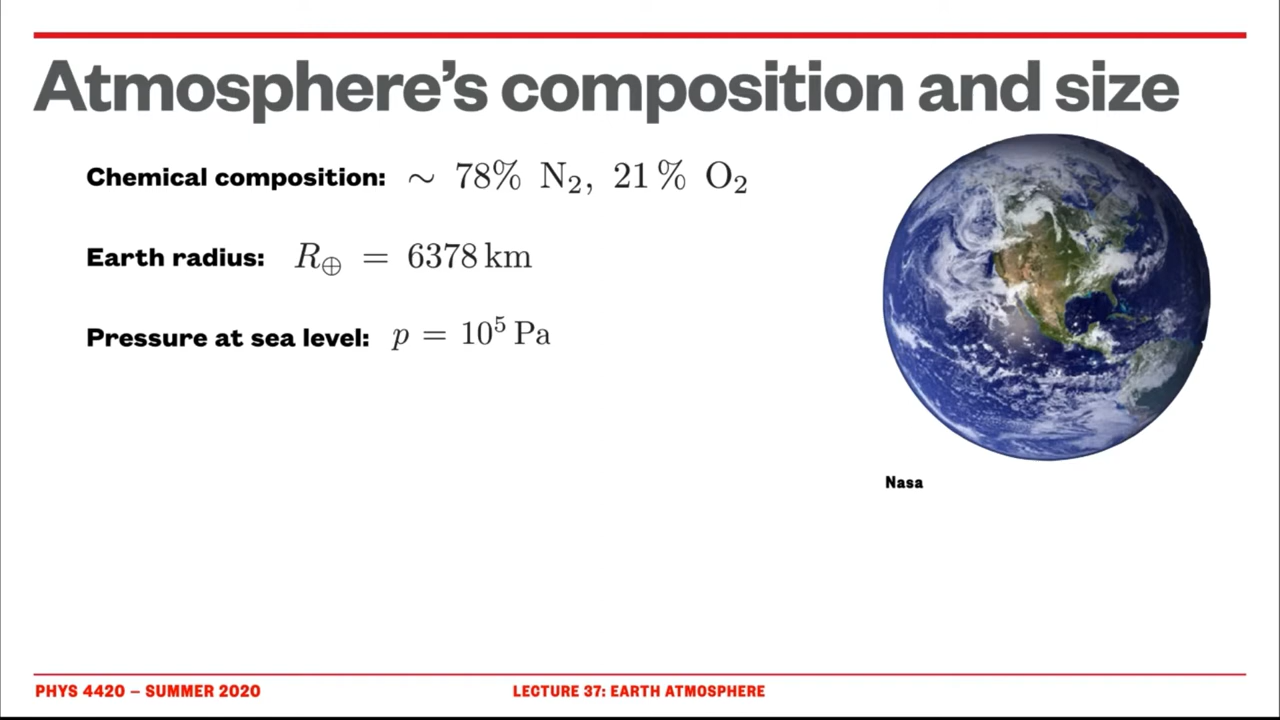 Atmosphere's composition and size
Chemical composition: ∼ 78% N₂, 21% O₂
Earth radius: R⊕ = 6378 km
Pressure at sea level: p = 10⁵ Pa
Nasa
PHYS 4420 – SUMMER 2020
LECTURE 37: EARTH ATMOSPHERE